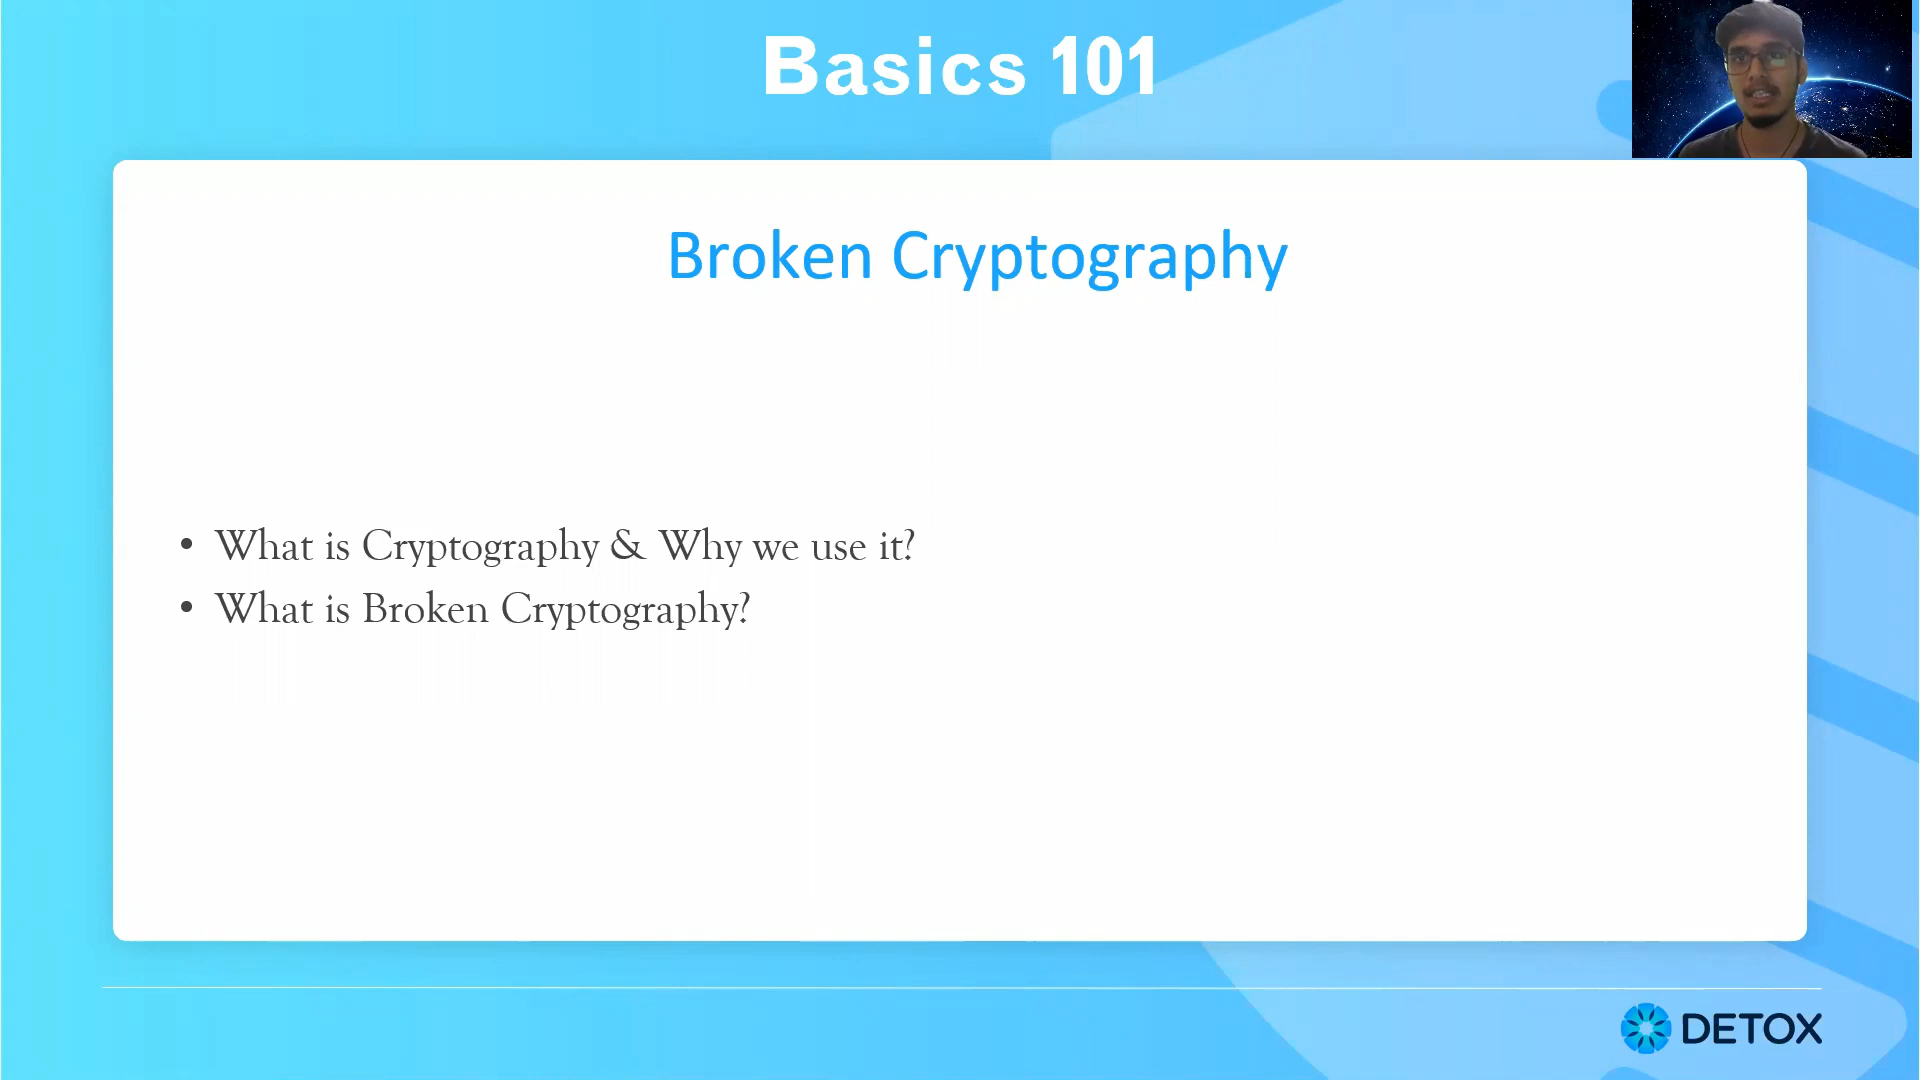 Basics 101
Broken Cryptography
• What is Cryptography & Why we use it?
• What is Broken Cryptography?
DETOX